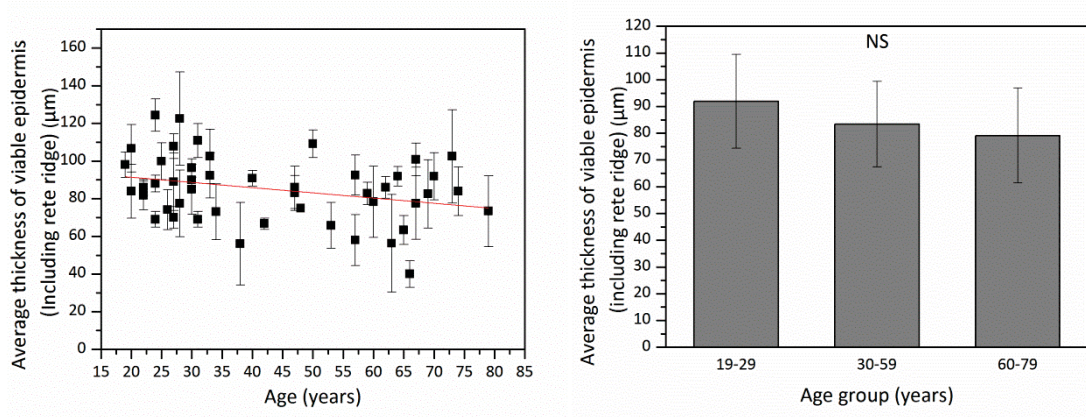 Average thickness of viable epidermis
(Including rete ridge) (µm)
160
140
120
100
80
60
40
20
0
15 20 25 30 35 40 45 50 55 60 65 70 75 80 85
Age (years)
Average thickness of viable epidermis
(including rete ridge) (µm)
120
110
100
90
80
70
60
50
40
30
20
10
0
NS
19-29 30-59 60-79
Age group (years)